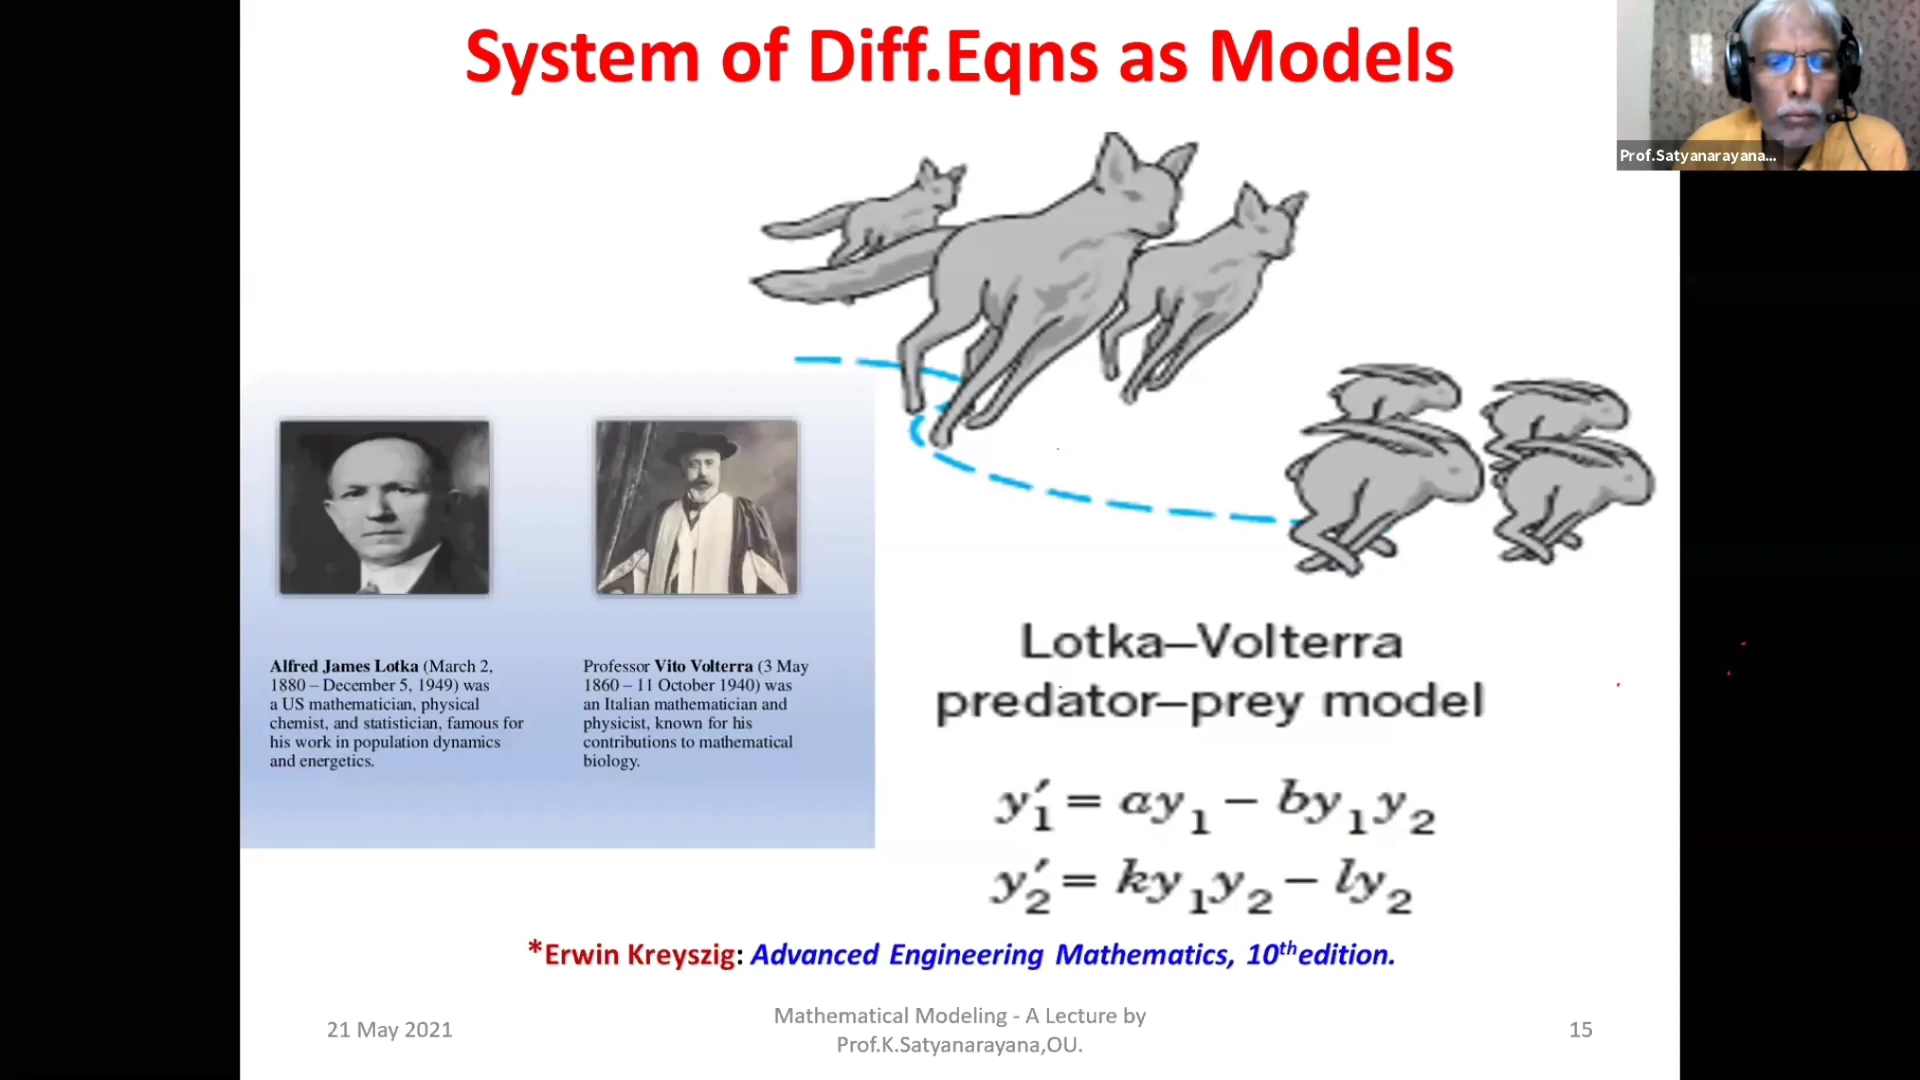 System of Diff.Eqns as Models
Prof.Satyanarayana...
Alfred James Lotka (March 2,
1880 – December 5, 1949) was
a US mathematician, physical
chemist, and statistician, famous for
his work in population dynamics
and energetics.
Professor Vito Volterra (3 May
1860 – 11 October 1940) was
an Italian mathematician and
physicist, known for his
contributions to mathematical
biology.
Lotka–Volterra
predator–prey model
y₁′ = ay₁ − by₁y₂
y₂′ = ky₁y₂ − ly₂
*Erwin Kreyszig: Advanced Engineering Mathematics, 10thedition.
21 May 2021
Mathematical Modeling - A Lecture by
Prof.K.Satyanarayana,OU.
15